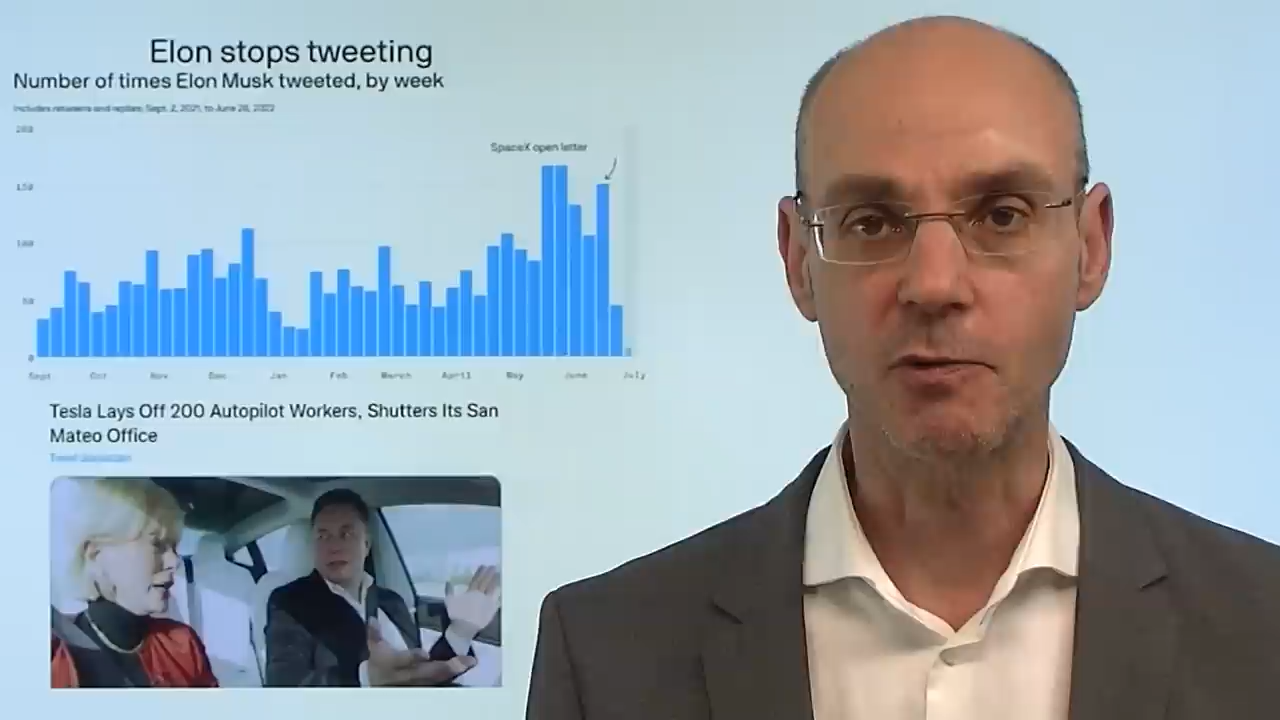 Elon stops tweeting
Number of times Elon Musk tweeted, by week
Includes retweets and replies; Sept. 2, 2021, to June 28, 2022
200
SpaceX open letter
150
100
50
0
Sept Oct Nov Dec Jan Feb March April May June July
Tesla Lays Off 200 Autopilot Workers, Shutters Its San
Mateo Office